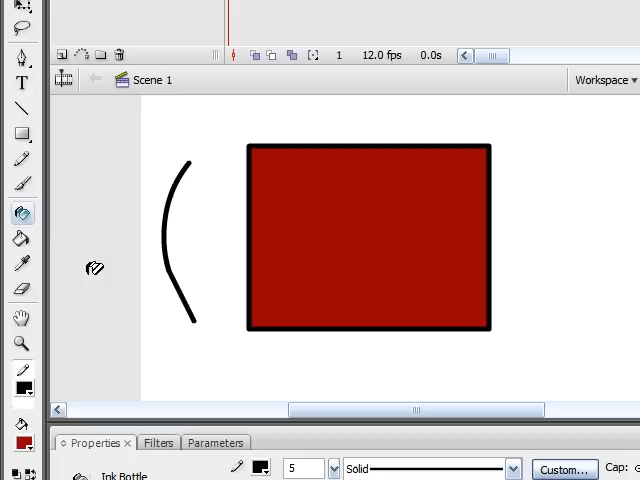 1 12.0 fps 0.0s
Scene 1 Workspace
T
Properties × Filters Parameters
Ink Bottle 5 Solid Custom... Cap: